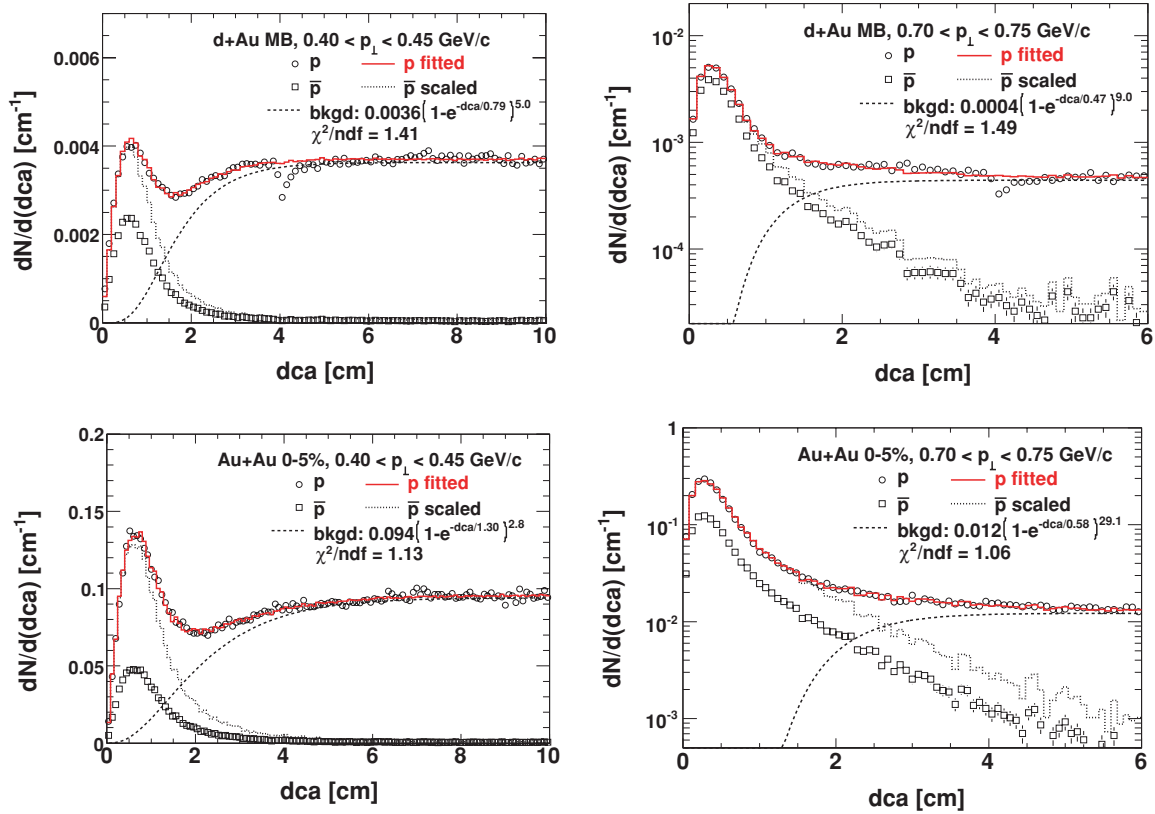 d+Au MB, 0.40 < p⊥ < 0.45 GeV/c
p p fitted
p̄ p̄ scaled
bkgd: 0.0036(1-e^-dca/0.79)^5.0
χ²/ndf = 1.41
dN/d(dca) [cm⁻¹]
0.006
0.004
0.002
0
0 2 4 6 8 10
dca [cm]
d+Au MB, 0.70 < p⊥ < 0.75 GeV/c
p p fitted
p̄ p̄ scaled
bkgd: 0.0004(1-e^-dca/0.47)^9.0
χ²/ndf = 1.49
dN/d(dca) [cm⁻¹]
10⁻²
10⁻³
10⁻⁴
0 2 4 6
dca [cm]
Au+Au 0-5%, 0.40 < p⊥ < 0.45 GeV/c
p p fitted
p̄ p̄ scaled
bkgd: 0.094(1-e^-dca/1.30)^2.8
χ²/ndf = 1.13
dN/d(dca) [cm⁻¹]
0.2
0.15
0.1
0.05
0
0 2 4 6 8 10
dca [cm]
Au+Au 0-5%, 0.70 < p⊥ < 0.75 GeV/c
p p fitted
p̄ p̄ scaled
bkgd: 0.012(1-e^-dca/0.58)^29.1
χ²/ndf = 1.06
dN/d(dca) [cm⁻¹]
1
10⁻¹
10⁻²
10⁻³
0 2 4 6
dca [cm]